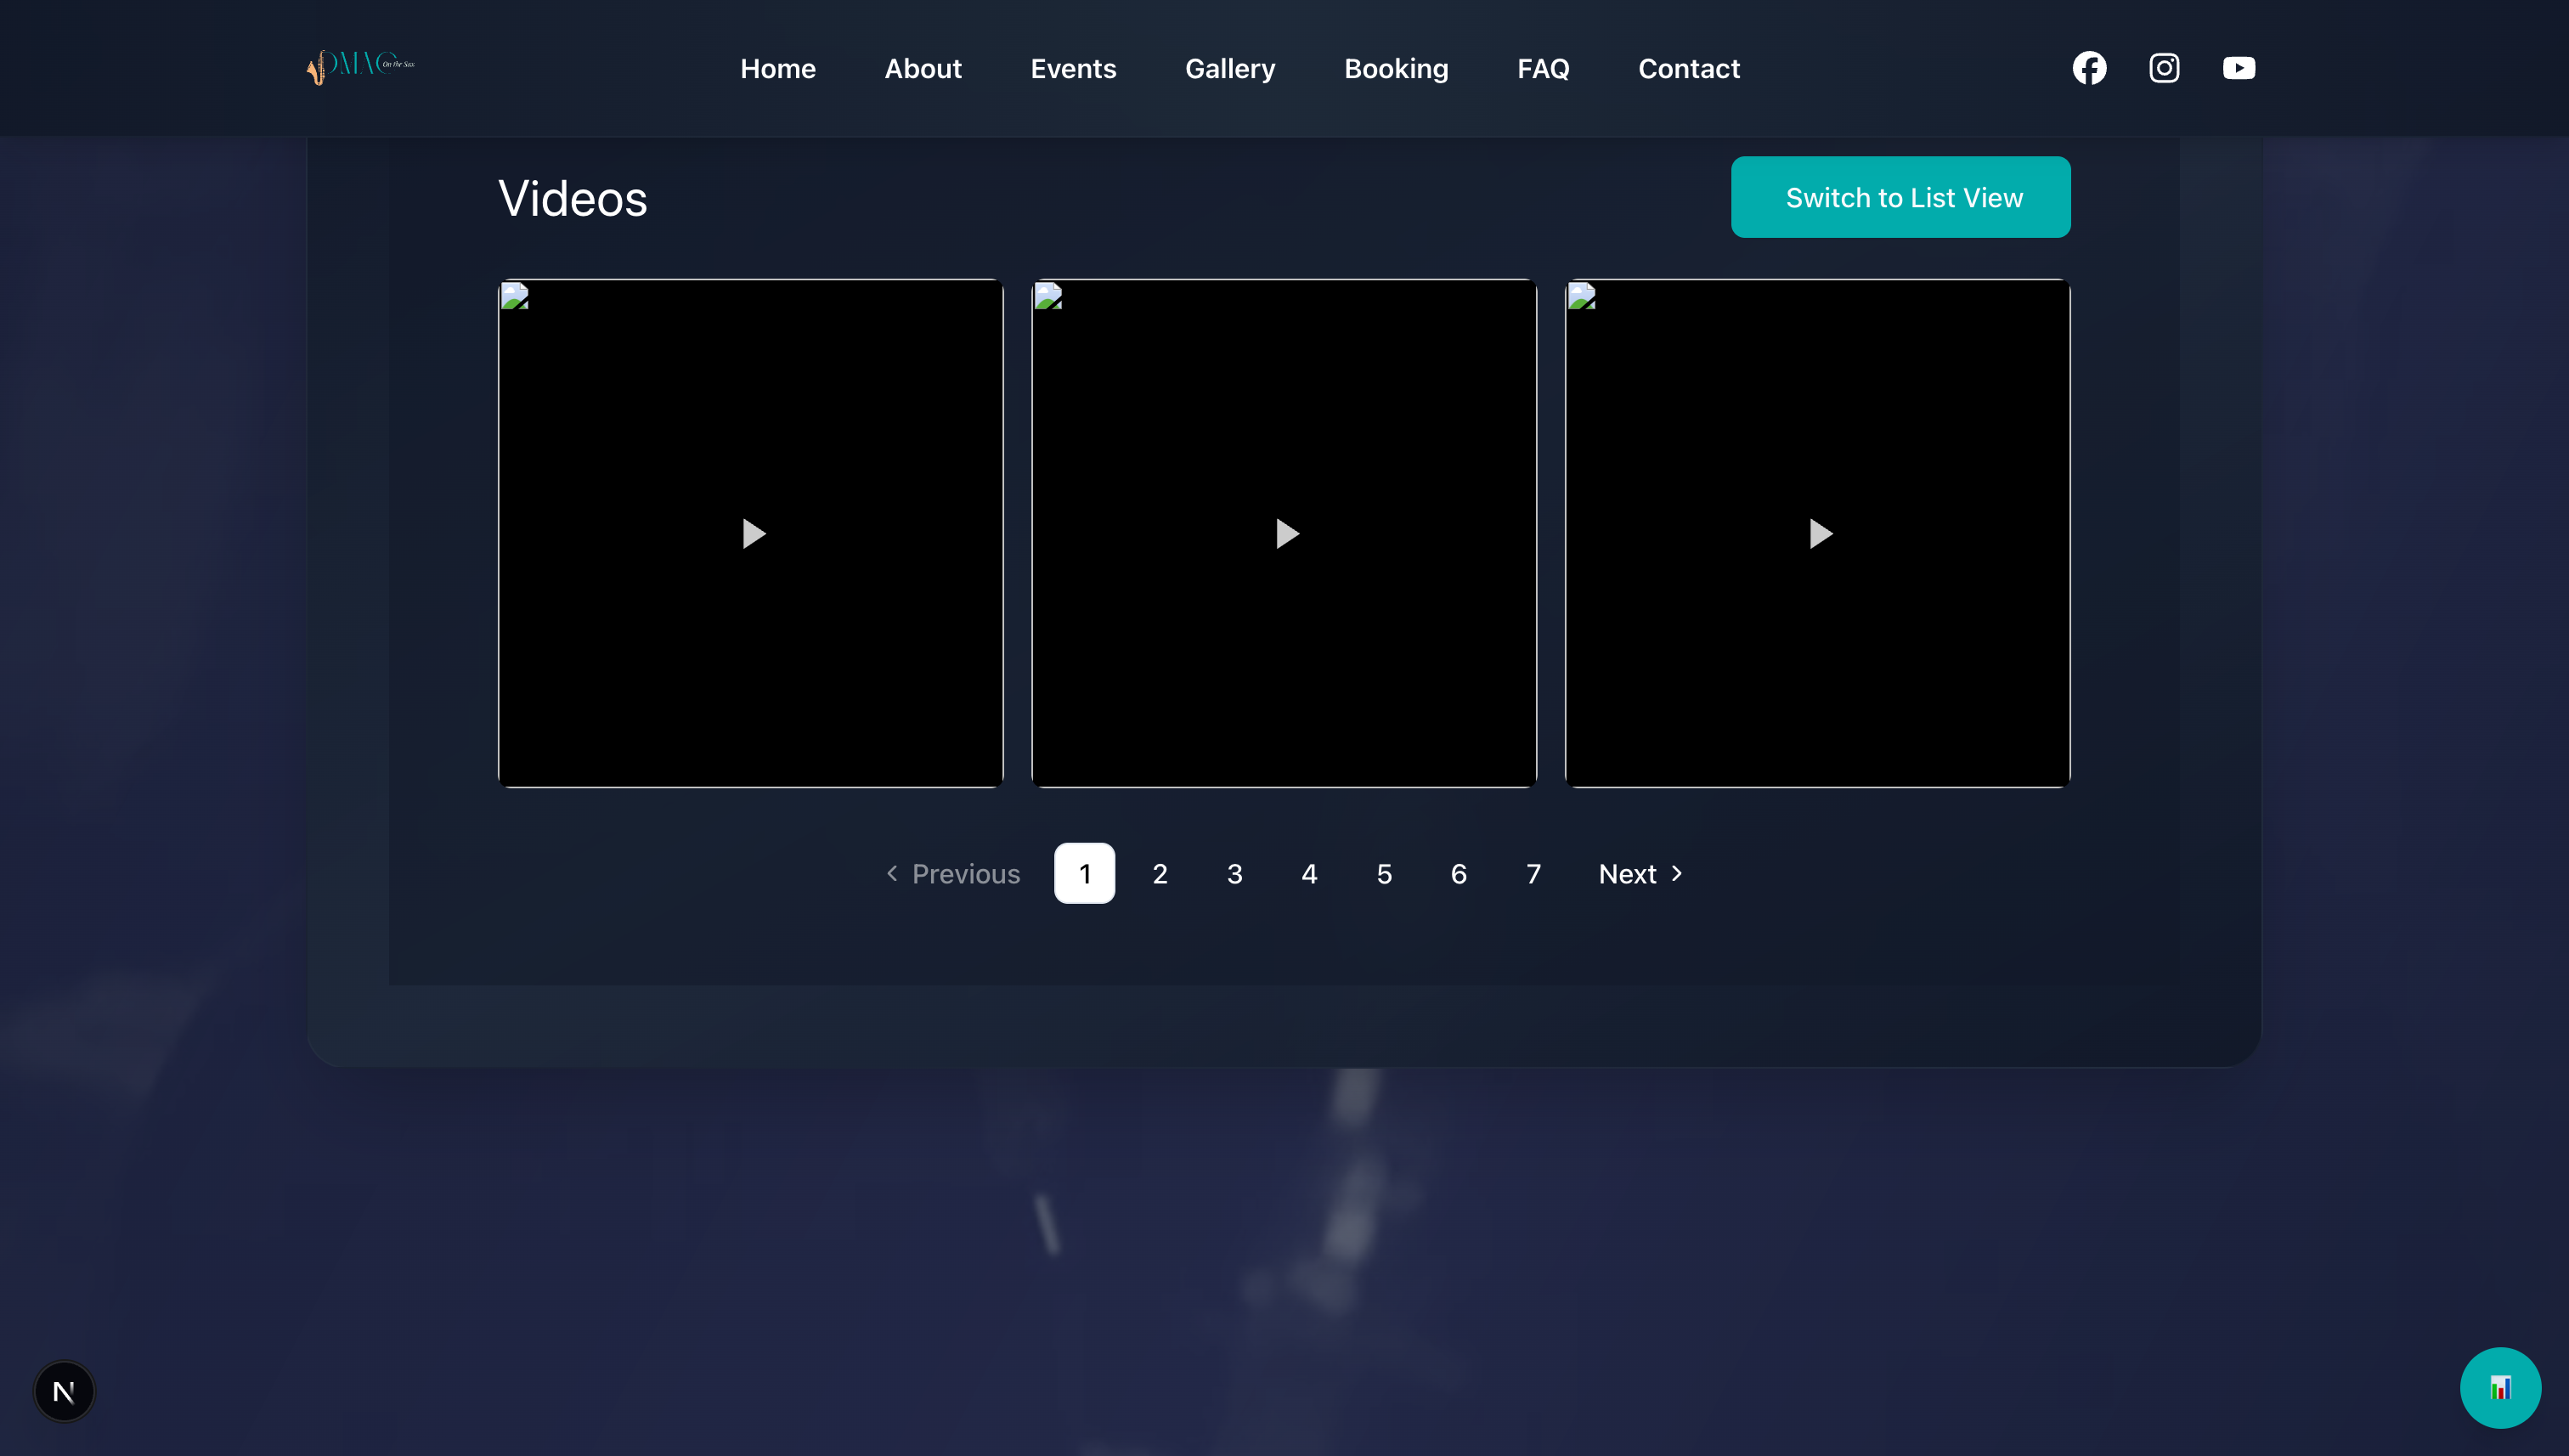 DMAC On the Sax
Home About Events Gallery Booking FAQ Contact
Videos
Switch to List View
Previous 1 2 3 4 5 6 7 Next
N